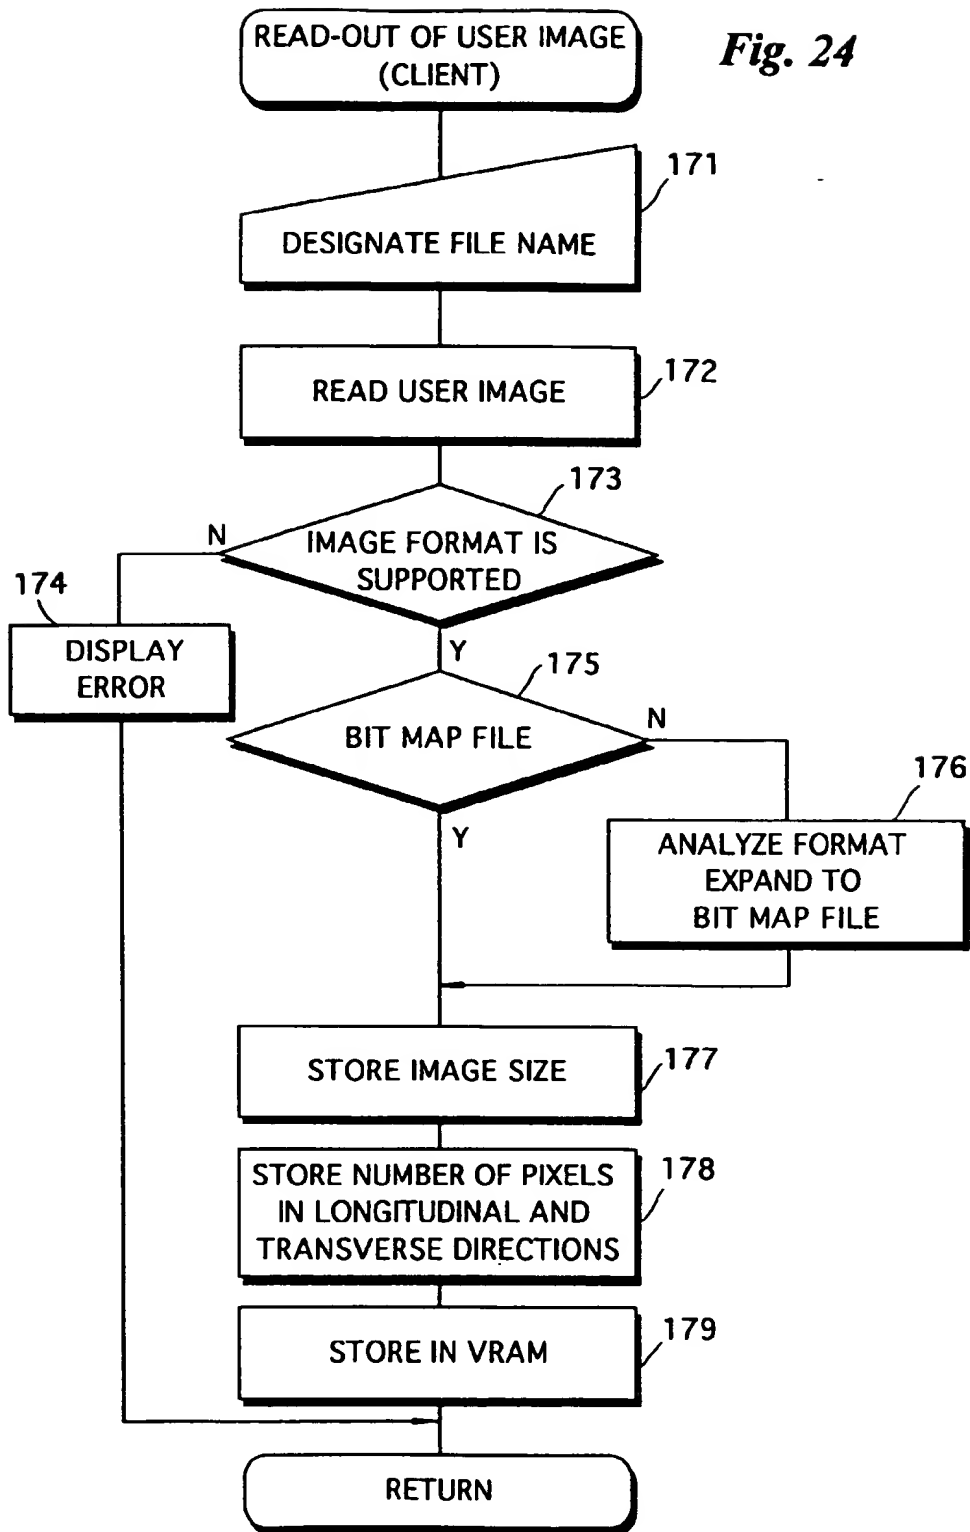 READ-OUT OF USER IMAGE
(CLIENT)
Fig. 24
171
DESIGNATE FILE NAME
READ USER IMAGE
172
173
N
IMAGE FORMAT IS
SUPPORTED
174
DISPLAY
ERROR
Y
175
BIT MAP FILE
N
176
Y
ANALYZE FORMAT
EXPAND TO
BIT MAP FILE
STORE IMAGE SIZE
177
STORE NUMBER OF PIXELS
IN LONGITUDINAL AND
TRANSVERSE DIRECTIONS
178
STORE IN VRAM
179
RETURN